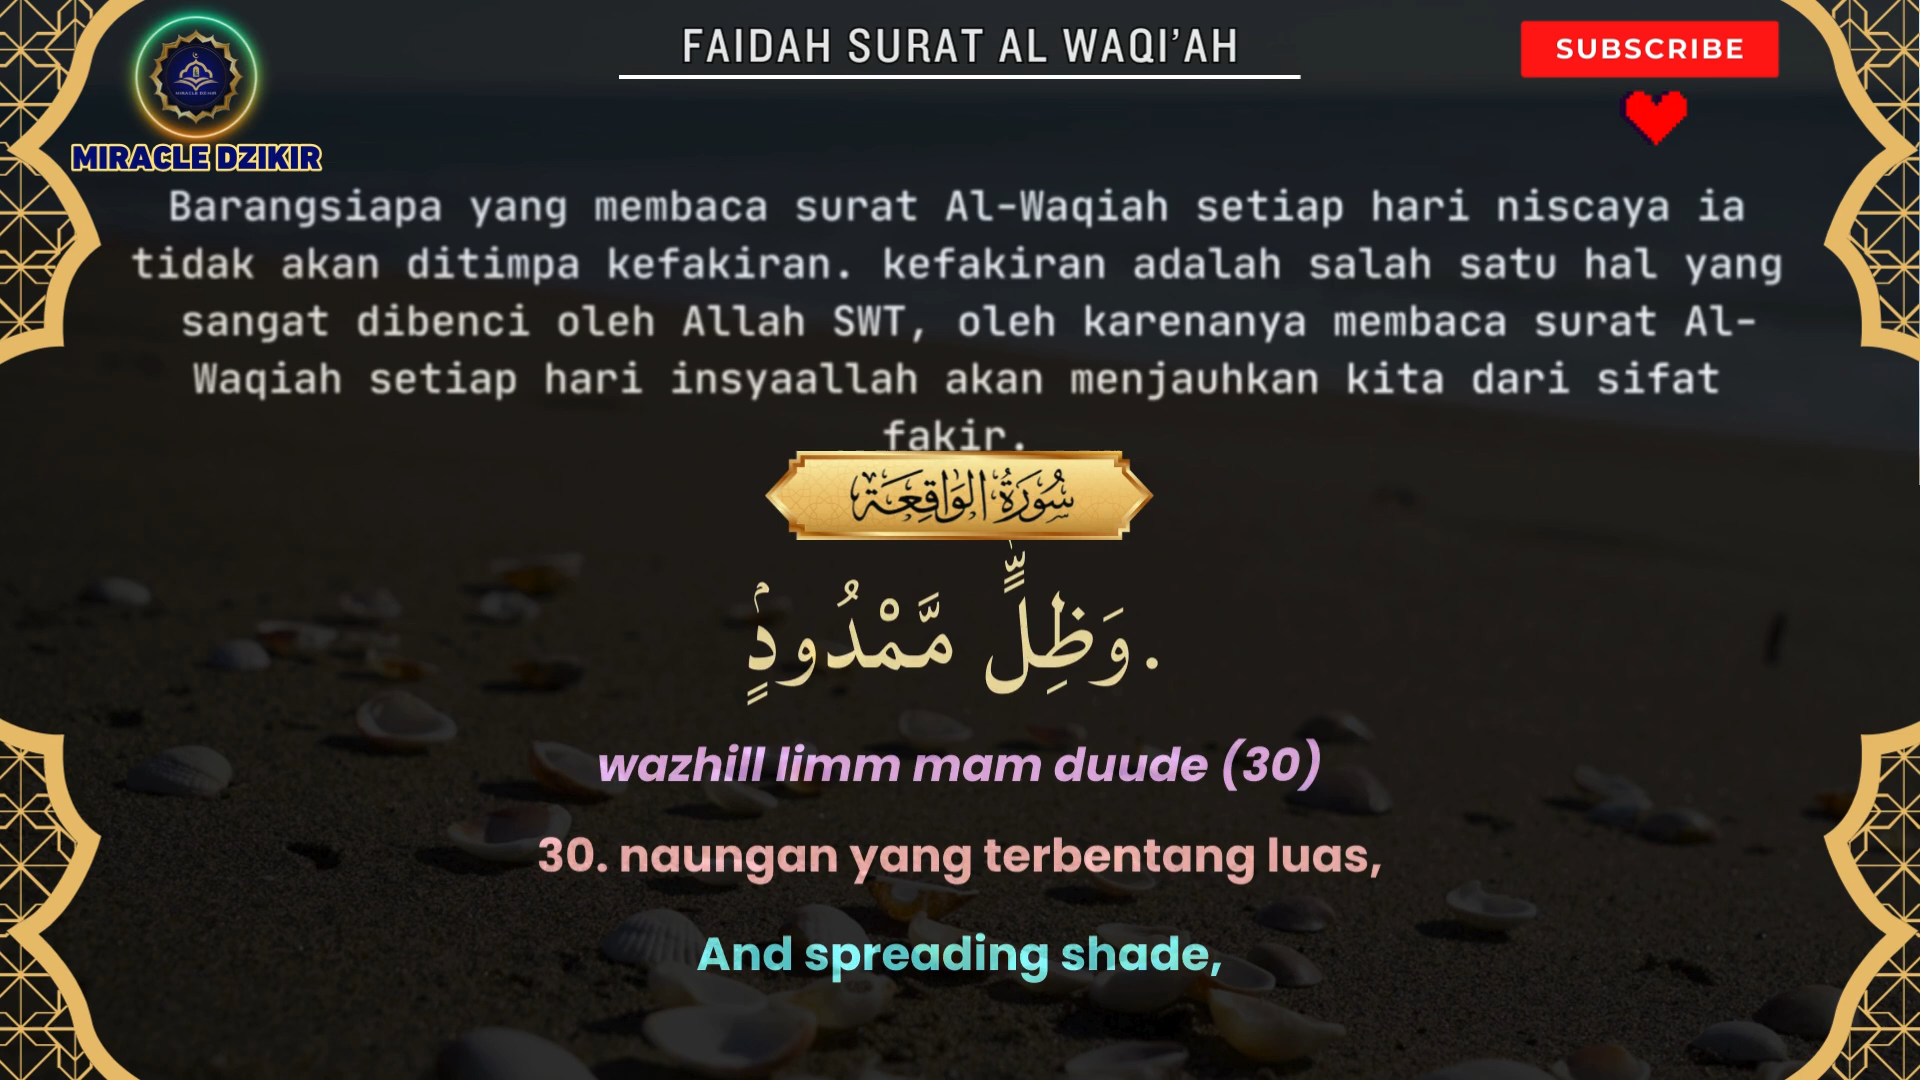 FAIDAH SURAT AL WAQI’AH
SUBSCRIBE
MIRACLE DZIKIR
Barangsiapa yang membaca surat Al-Waqiah setiap hari niscaya ia
tidak akan ditimpa kefakiran. kefakiran adalah salah satu hal yang
sangat dibenci oleh Allah SWT, oleh karenanya membaca surat Al-
Waqiah setiap hari insyaallah akan menjauhkan kita dari sifat
fakir.
سُورَةُ الوَاقِعَة
.وَظِلٍّۢ مَّمْدُودٍۢ
wazhill limm mam duude (30)
30. naungan yang terbentang luas,
And spreading shade,